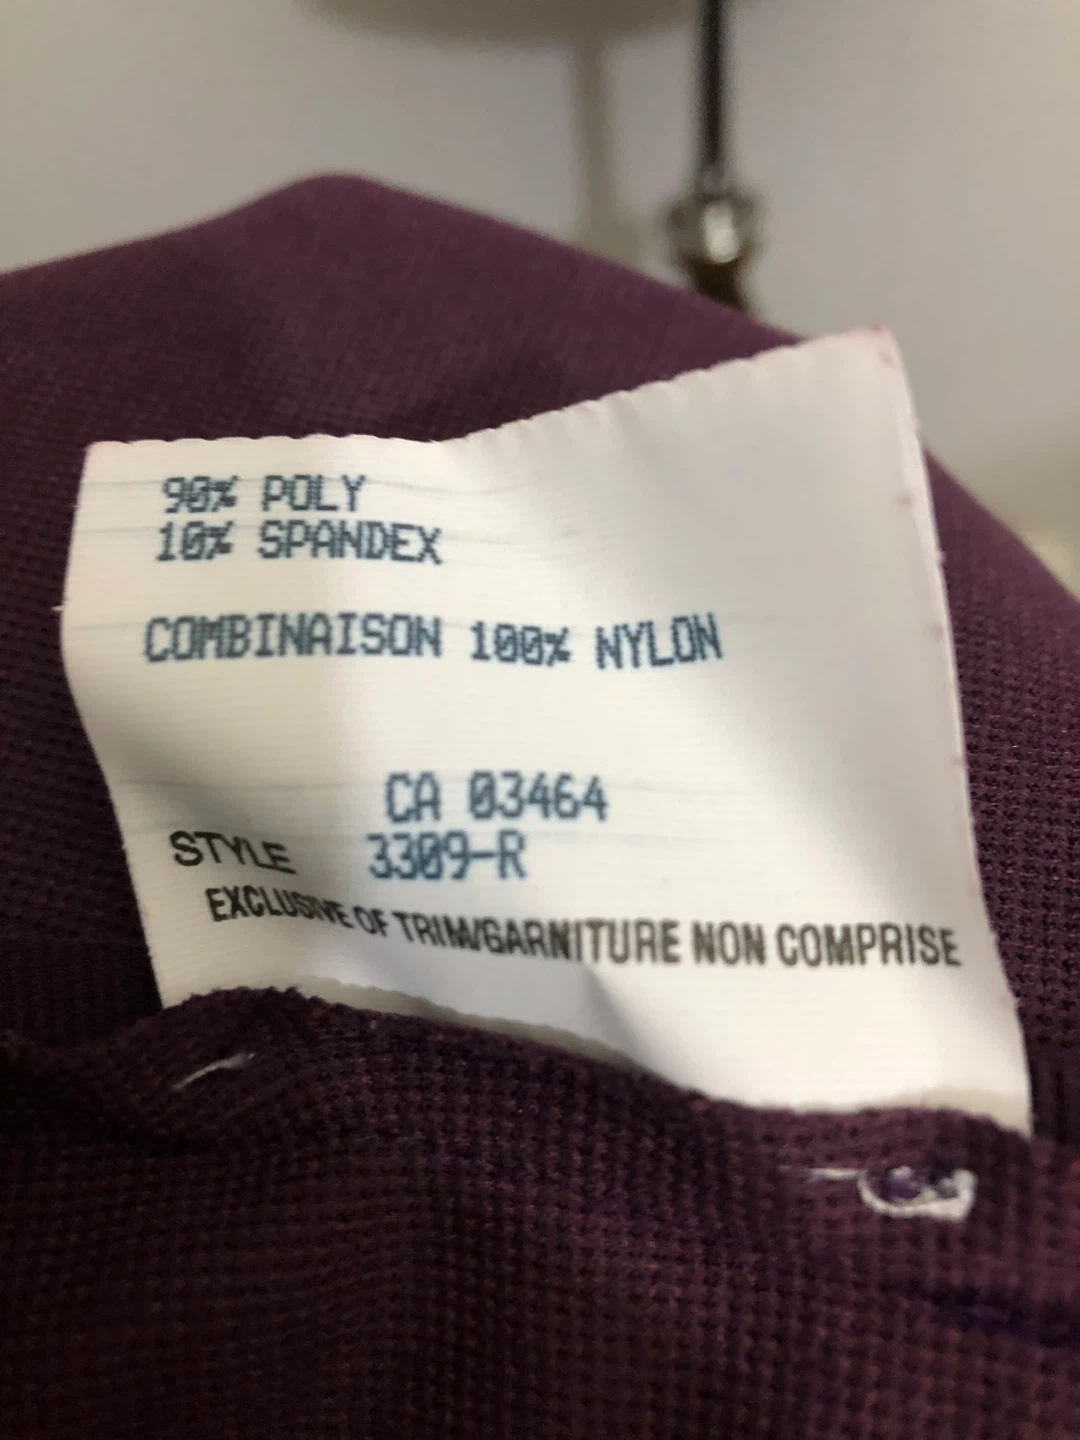 90% POLY
10% SPANDEX
COMBINAISON 100% NYLON
CA 03464
STYLE 3309-R
EXCLUSIVE OF TRIM/GARNITURE NON COMPRISE